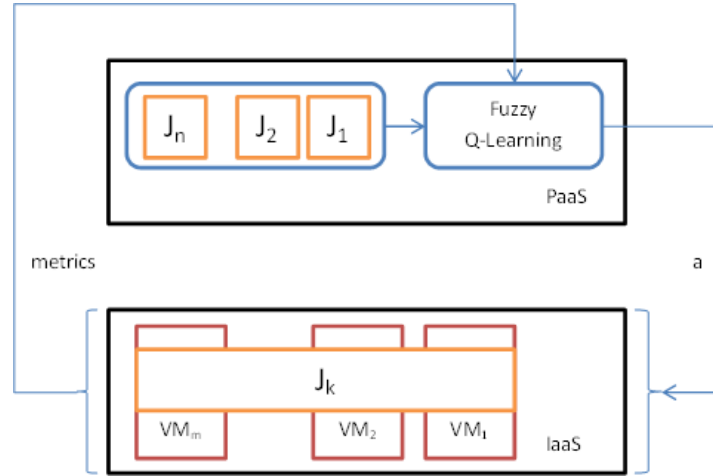 Jₙ
J₂
J₁
Fuzzy
Q-Learning
PaaS
metrics
a
Jₖ
VMₘ
VM₂
VM₁
IaaS